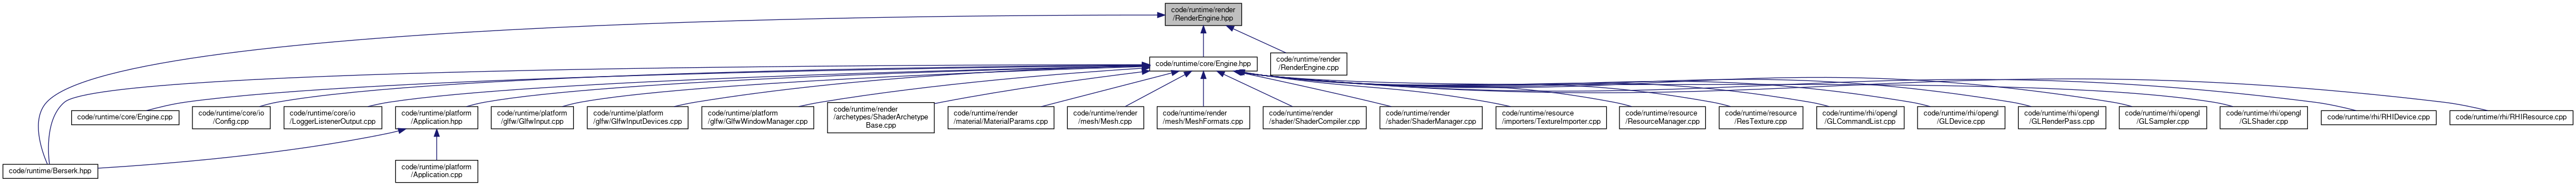 code/runtime/render
/RenderEngine.hpp
code/runtime/core/Engine.hpp
code/runtime/render
/RenderEngine.cpp
code/runtime/core/Engine.cpp
code/runtime/core/io
/Config.cpp
code/runtime/core/io
/LoggerListenerOutput.cpp
code/runtime/platform
/Application.hpp
code/runtime/platform
/glfw/GlfwInput.cpp
code/runtime/platform
/glfw/GlfwInputDevices.cpp
code/runtime/platform
/glfw/GlfwWindowManager.cpp
code/runtime/render
/archetypes/ShaderArchetype
Base.cpp
code/runtime/render
/material/MaterialParams.cpp
code/runtime/render
/mesh/Mesh.cpp
code/runtime/render
/mesh/MeshFormats.cpp
code/runtime/render
/shader/ShaderCompiler.cpp
code/runtime/render
/shader/ShaderManager.cpp
code/runtime/resource
/importers/TextureImporter.cpp
code/runtime/resource
/ResourceManager.cpp
code/runtime/resource
/ResTexture.cpp
code/runtime/rhi/opengl
/GLCommandList.cpp
code/runtime/rhi/opengl
/GLDevice.cpp
code/runtime/rhi/opengl
/GLRenderPass.cpp
code/runtime/rhi/opengl
/GLSampler.cpp
code/runtime/rhi/opengl
/GLShader.cpp
code/runtime/rhi/RHIDevice.cpp
code/runtime/rhi/RHIResource.cpp
code/runtime/Berserk.hpp
code/runtime/platform
/Application.cpp